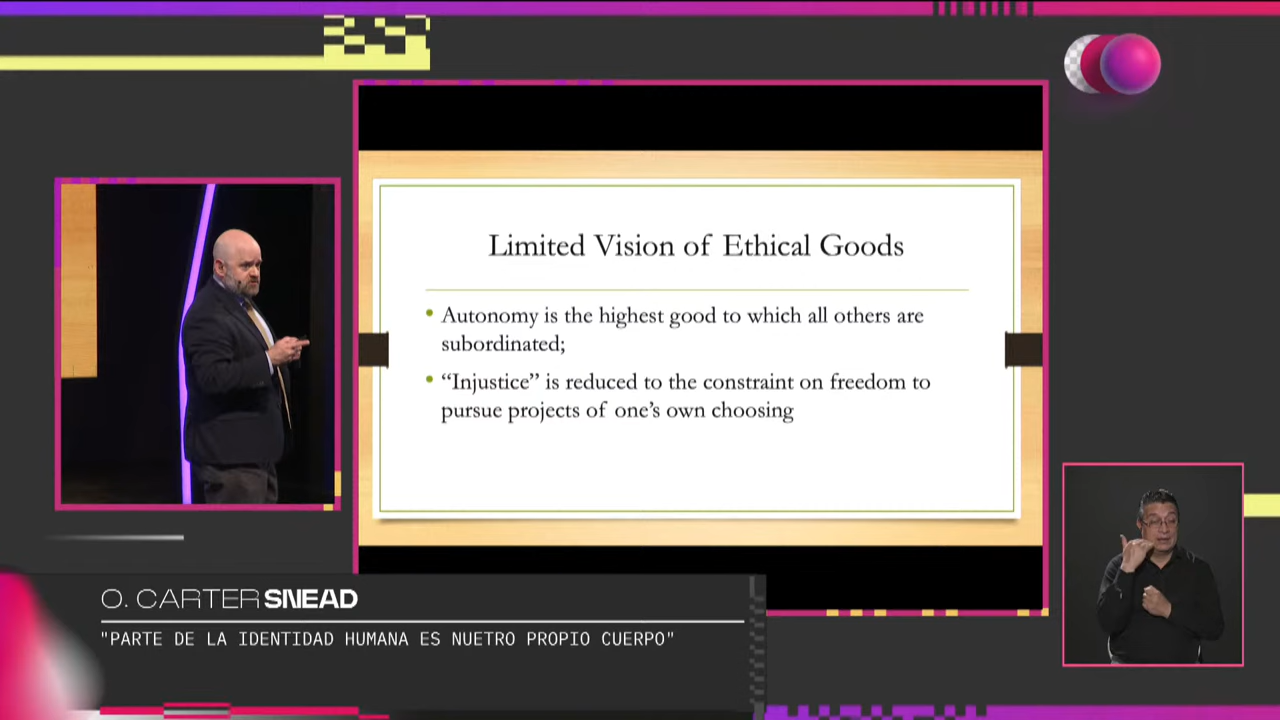 Limited Vision of Ethical Goods
• Autonomy is the highest good to which all others are
subordinated;
• “Injustice” is reduced to the constraint on freedom to
pursue projects of one’s own choosing
O. CARTER SNEAD
"PARTE DE LA IDENTIDAD HUMANA ES NUETRO PROPIO CUERPO"